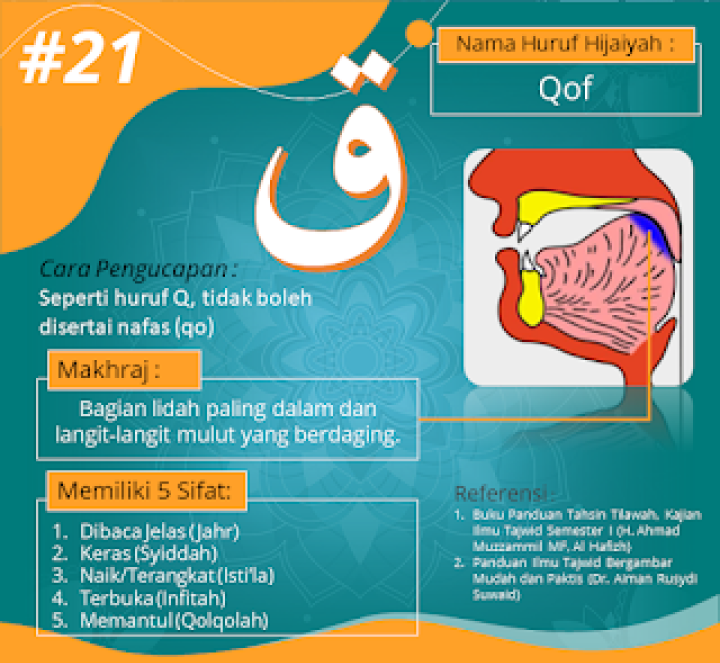 #21
ق
Nama Huruf Hijaiyah :
Qof
Cara Pengucapan :
Seperti huruf Q, tidak boleh
disertai nafas (qo)
Makhraj :
Bagian lidah paling dalam dan
langit-langit mulut yang berdaging.
Memiliki 5 Sifat:
1. Dibaca Jelas (Jahr)
2. Keras (Syiddah)
3. Naik/Terangkat (Isti'la)
4. Terbuka (Infitah)
5. Memantul (Qolqolah)
Referensi :
1. Buku Panduan Tahsin Tilawah, Kajian
Ilmu Tajwid Semester I (H. Ahmad
Muzzammil MF, Al Hafizh)
2. Panduan Ilmu Tajwid Bergambar
Mudah dan Paktis (Dr. Aiman Rusydi
Suwaid)